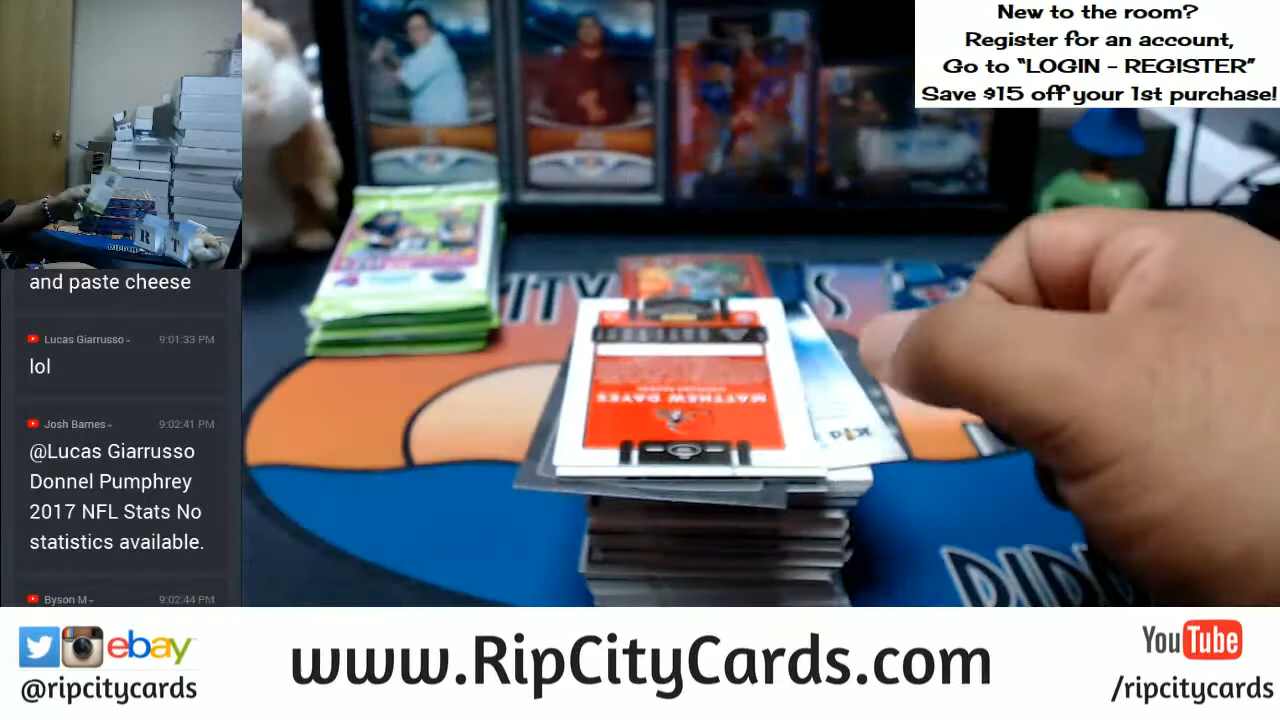 New to the room?
Register for an account,
Go to “LOGIN - REGISTER”
Save $15 off your 1st purchase!
and paste cheese
Lucas Giarrusso
9:01:33 PM
lol
Josh Barnes
9:02:41 PM
@Lucas Giarrusso
Donnel Pumphrey
2017 NFL Stats No
statistics available.
Byson M
9:02:44 PM
R T
MATTHEW DAYES
ebay
@ripcitycards
www.RipCityCards.com
YouTube
/ripcitycards